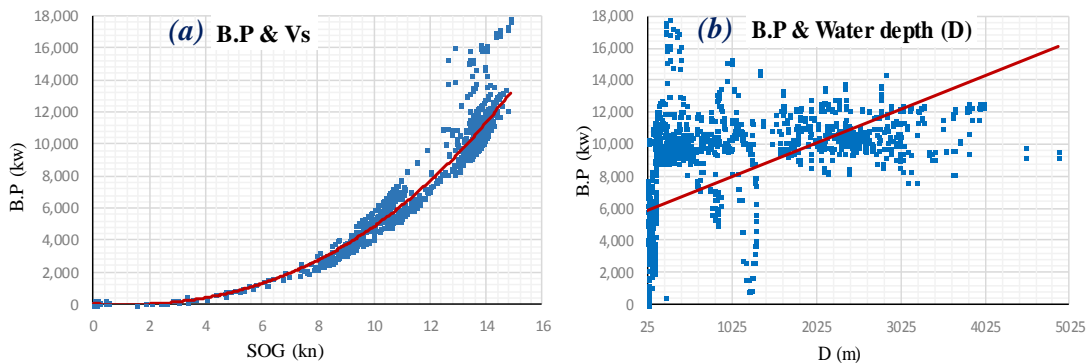 (a) B.P & Vs
18,000
16,000
14,000
12,000
10,000
8,000
6,000
4,000
2,000
0
B.P (kw)
0 2 4 6 8 10 12 14 16
SOG (kn)
(b) B.P & Water depth (D)
18,000
16,000
14,000
12,000
10,000
8,000
6,000
4,000
2,000
0
B.P (kw)
25 1025 2025 3025 4025 5025
D (m)